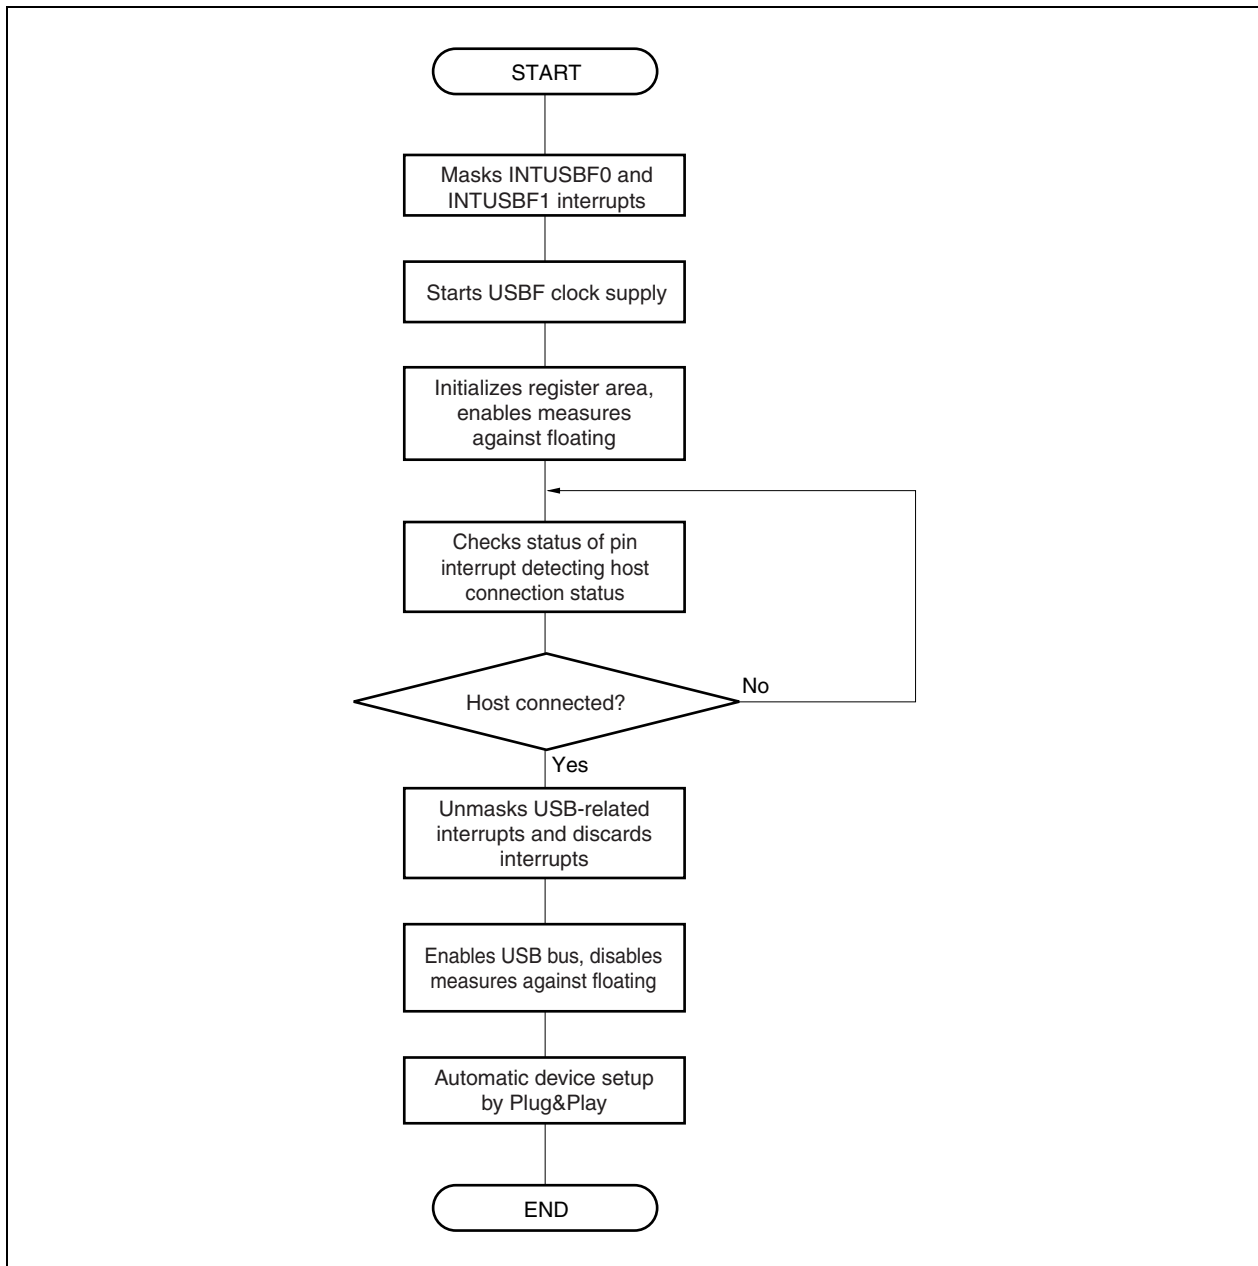 START
Masks INTUSBF0 and
INTUSBF1 interrupts
Starts USBF clock supply
Initializes register area,
enables measures
against floating
Checks status of pin
interrupt detecting host
connection status
Host connected?
No
Yes
Unmasks USB-related
interrupts and discards
interrupts
Enables USB bus, disables
measures against floating
Automatic device setup
by Plug&Play
END